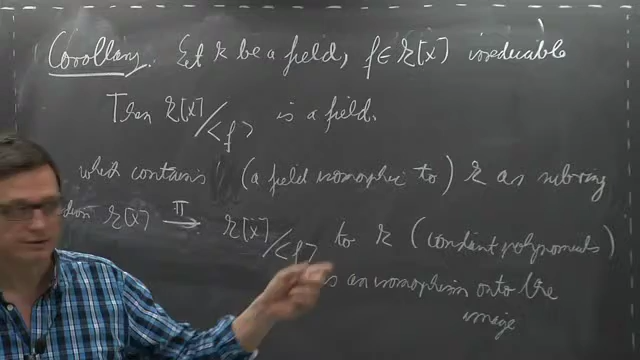 Corollary. Let k be a field, f ∈ k[x] irreducible
Then k[x]/<f> is a field.
which contains (a field isomorphic to) k as subring
k[x] —π→ k[x]/<f> to k (constant polynomials)
is an isomorphism onto the
image